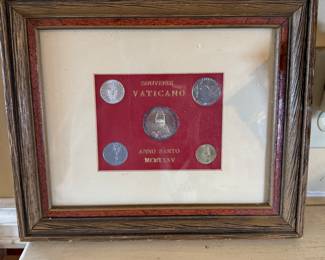 SOUVENIR
VATICANO
ANNO SANTO
MCMLXXV